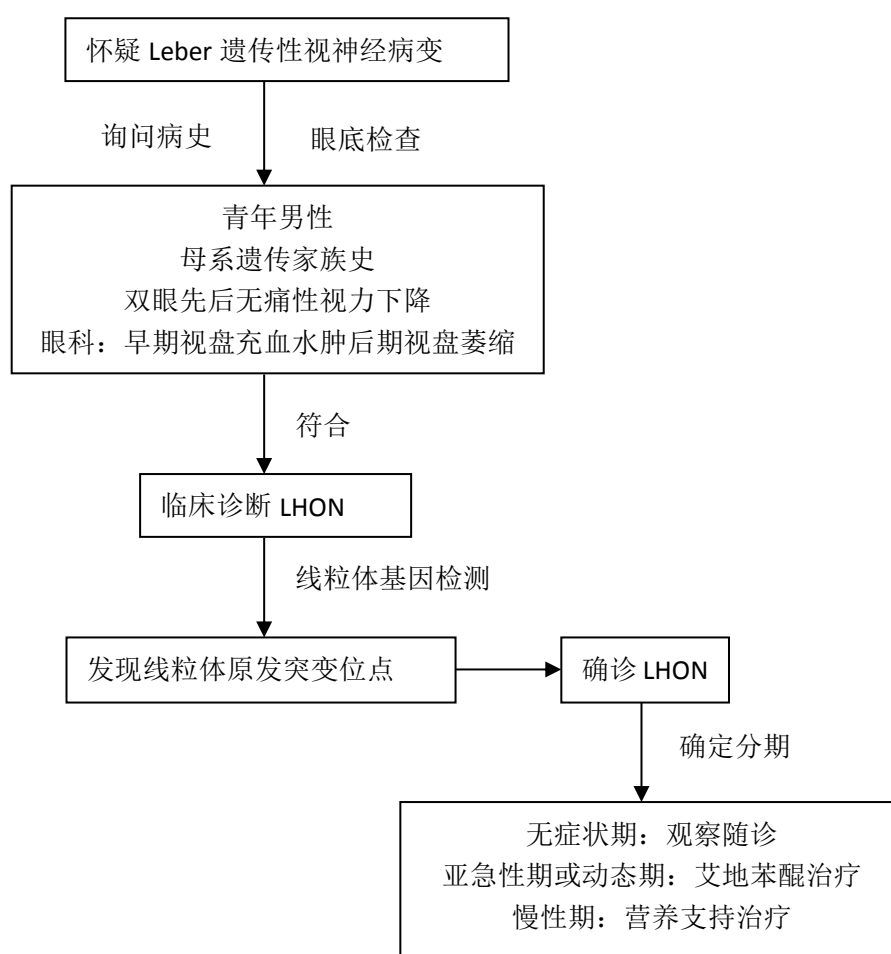 怀疑 Leber 遗传性视神经病变
询问病史
眼底检查
青年男性
母系遗传家族史
双眼先后无痛性视力下降
眼科：早期视盘充血水肿后期视盘萎缩
符合
临床诊断 LHON
线粒体基因检测
发现线粒体原发突变位点
确诊 LHON
确定分期
无症状期：观察随诊
亚急性期或动态期：艾地苯醌治疗
慢性期：营养支持治疗